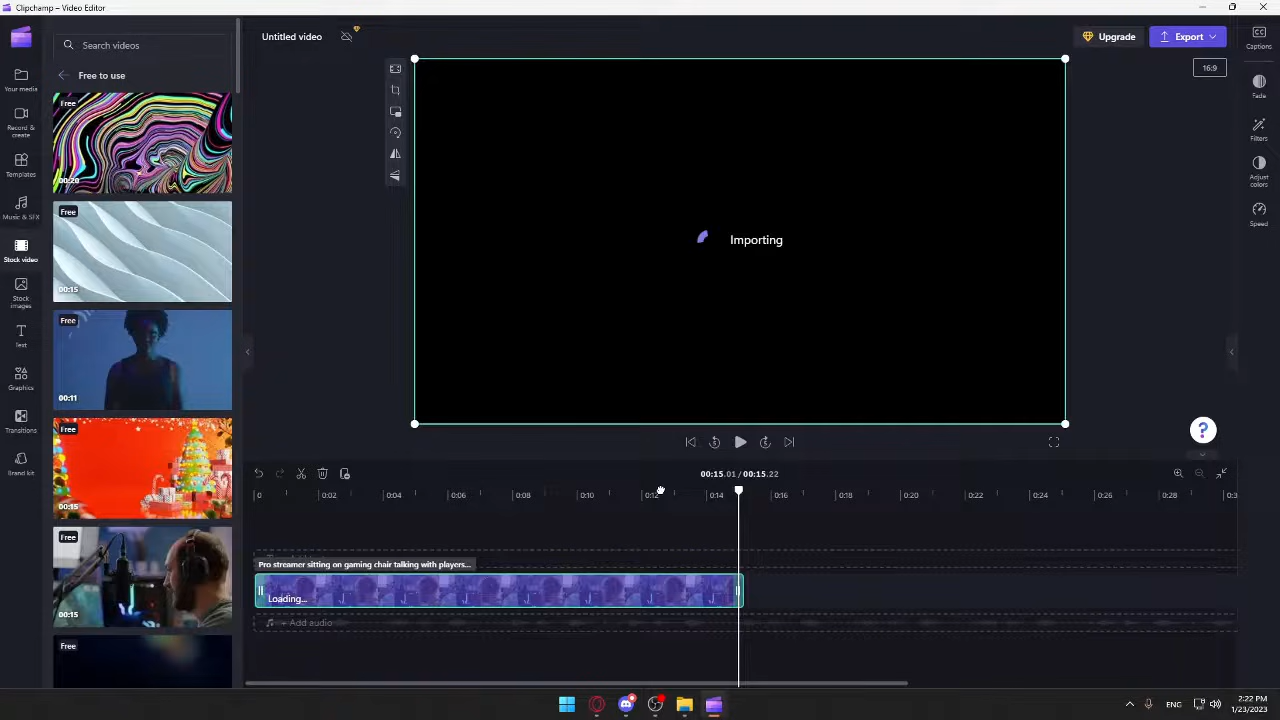 Clipchamp — Video Editor
Search videos
Free to use
Your media
Record &
create
Templates
Music & SFX
Stock video
Stock
images
Text
Graphics
Transitions
Brand kit
Free
00:20
Free
00:15
Free
00:11
Free
00:15
Free
00:15
Free
Untitled video
Upgrade
Export
16:9
Captions
Fade
Filters
Adjust
colors
Speed
Importing
?
00:15.01 / 00:15.22
0
0:02
0:04
0:06
0:08
0:10
0:12
0:14
0:16
0:18
0:20
0:22
0:24
0:26
0:28
Pro streamer sitting on gaming chair talking with players...
Loading...
+ Add audio
ENG
2:22 PM
1/23/2023